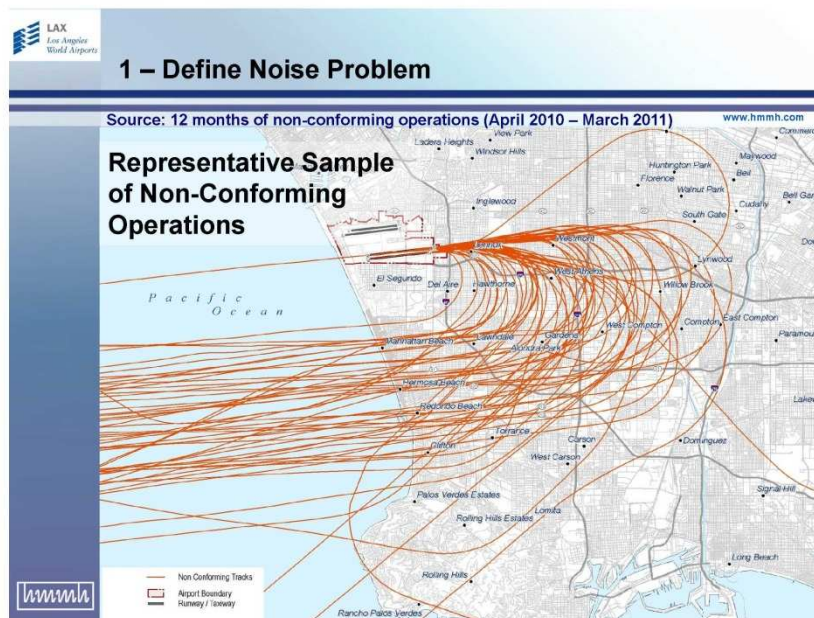 LAX
Los Angeles
World Airports
1 – Define Noise Problem
Source: 12 months of non-conforming operations (April 2010 – March 2011)
www.hmmh.com
Representative Sample
of Non-Conforming
Operations
View Park
Ladera Heights
Windsor Hills
Commerce
Maywood
Huntington Park
Bell
Florence
Walnut Park
Bell Gar
Cudahy
Inglewood
South Gate
Lennox
Westmont
Lynwood
El Segundo
Del Aire
Hawthorne
West Athens
Willow Brook
Pacific
Ocean
West Compton
Compton
East Compton
Manhattan Beach
Lawndale
Gardena
Alondra Park
Paramou
Hermosa Beach
Lakew
Redondo Beach
Torrance
Clifton
Carson
Dominguez
West Carson
Signal Hill
Palos Verdes Estates
Lomita
Rolling Hills Estates
Long Beach
Rolling Hills
Rancho Palos Verdes
Non Conforming Tracks
Airport Boundary
Runway / Taxiway
hmmh